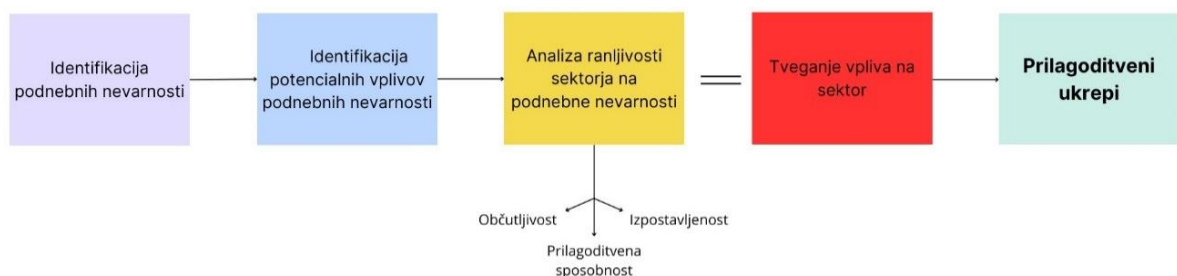 Identifikacija
podnebnih nevarnosti
Identifikacija
potencialnih vplivov
podnebnih nevarnosti
Analiza ranljivosti
sektorja na
podnebne nevarnosti
Tveganje vpliva na
sektor
Prilagoditveni
ukrepi
Občutljivost
Izpostavljenost
Prilagoditvena
sposobnost